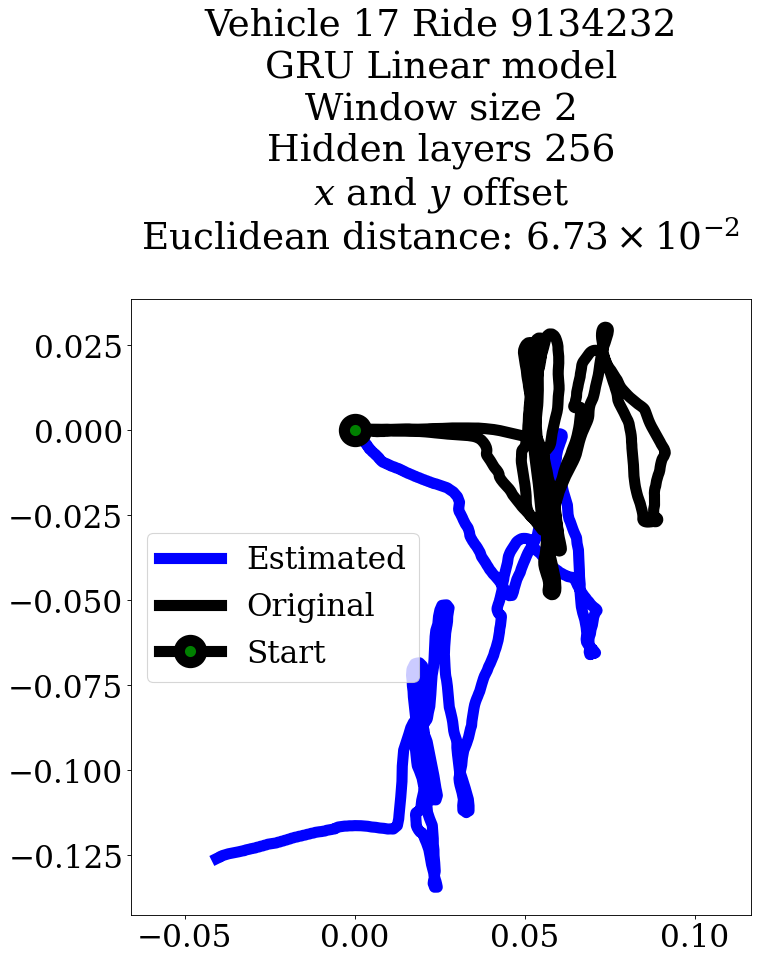 Vehicle 17 Ride 9134232
GRU Linear model
Window size 2
Hidden layers 256
x and y offset
Euclidean distance: 6.73 × 10⁻²
0.025
0.000
−0.025
−0.050
−0.075
−0.100
−0.125
Estimated
Original
Start
−0.05
0.00
0.05
0.10